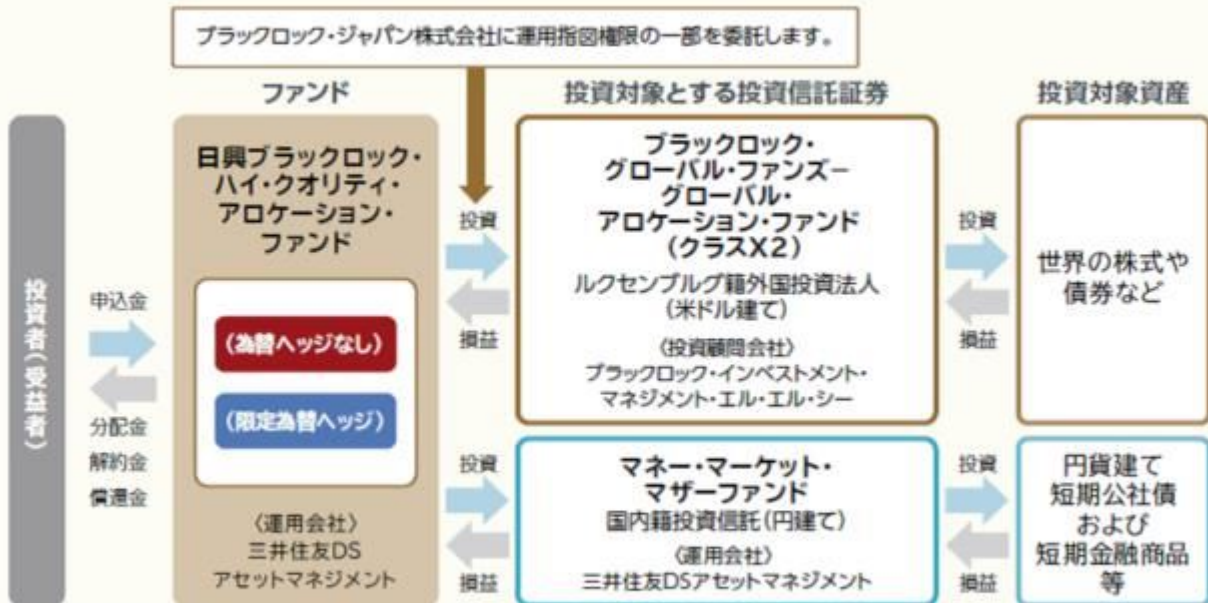 ブラックロック・ジャパン株式会社に運用指図権限の一部を委託します。
ファンド
投資対象とする投資信託証券
投資対象資産
投資者（受益者）
申込金
分配金
解約金
償還金
日興ブラックロック・
ハイ・クオリティ・
アロケーション・
ファンド
（為替ヘッジなし）
（限定為替ヘッジ）
〈運用会社〉
三井住友DS
アセットマネジメント
投資
損益
投資
損益
ブラックロック・
グローバル・ファンズ－
グローバル・
アロケーション・ファンド
（クラスX2）
ルクセンブルグ籍外国投資法人
（米ドル建て）
〈投資顧問会社〉
ブラックロック・インベストメント・
マネジメント・エル・エル・シー
マネー・マーケット・
マザーファンド
国内籍投資信託（円建て）
〈運用会社〉
三井住友DSアセットマネジメント
投資
損益
投資
損益
世界の株式や
債券など
円貨建て
短期公社債
および
短期金融商品
等